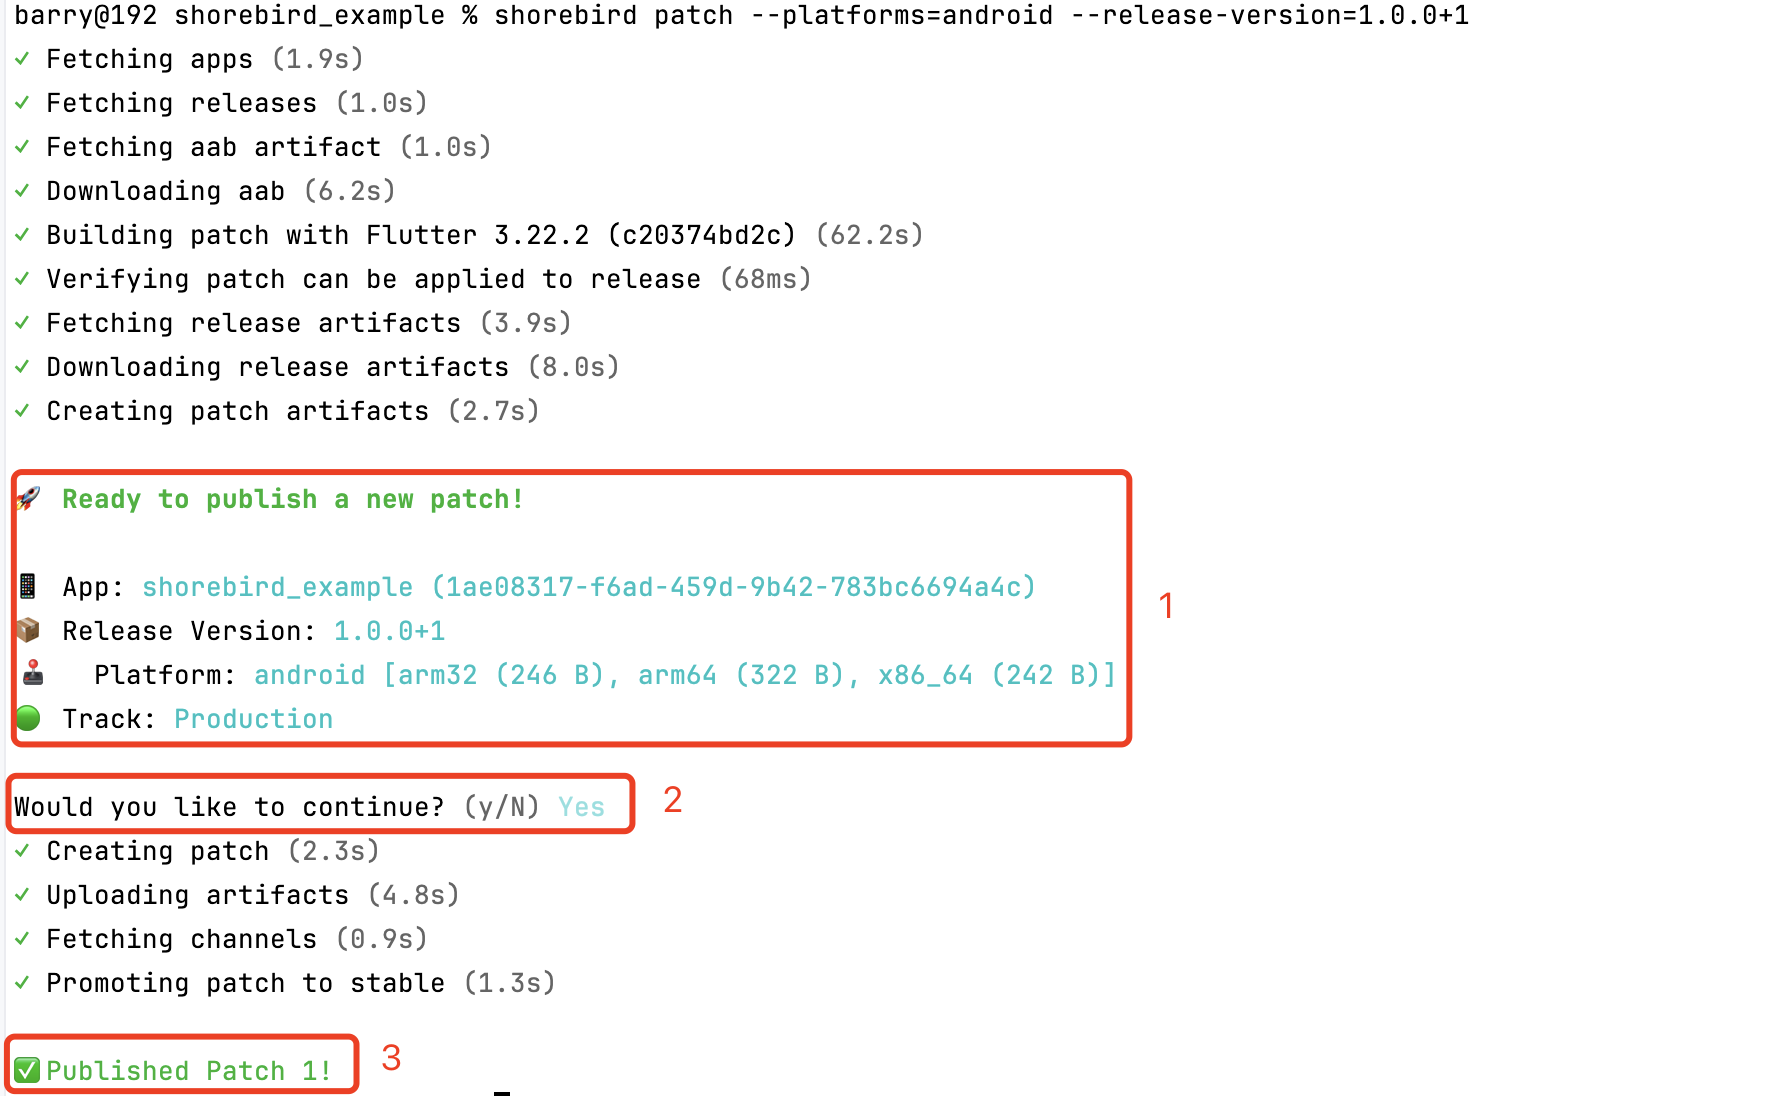 barry@192 shorebird_example % shorebird patch --platforms=android --release-version=1.0.0+1
✓ Fetching apps (1.9s)
✓ Fetching releases (1.0s)
✓ Fetching aab artifact (1.0s)
✓ Downloading aab (6.2s)
✓ Building patch with Flutter 3.22.2 (c20374bd2c) (62.2s)
✓ Verifying patch can be applied to release (68ms)
✓ Fetching release artifacts (3.9s)
✓ Downloading release artifacts (8.0s)
✓ Creating patch artifacts (2.7s)
🚀 Ready to publish a new patch!
📱 App: shorebird_example (1ae08317-f6ad-459d-9b42-783bc6694a4c)
1
📦 Release Version: 1.0.0+1
🕹️ Platform: android [arm32 (246 B), arm64 (322 B), x86_64 (242 B)]
🟢 Track: Production
Would you like to continue? (y/N) Yes 2
✓ Creating patch (2.3s)
✓ Uploading artifacts (4.8s)
✓ Fetching channels (0.9s)
✓ Promoting patch to stable (1.3s)
✅ Published Patch 1! 3